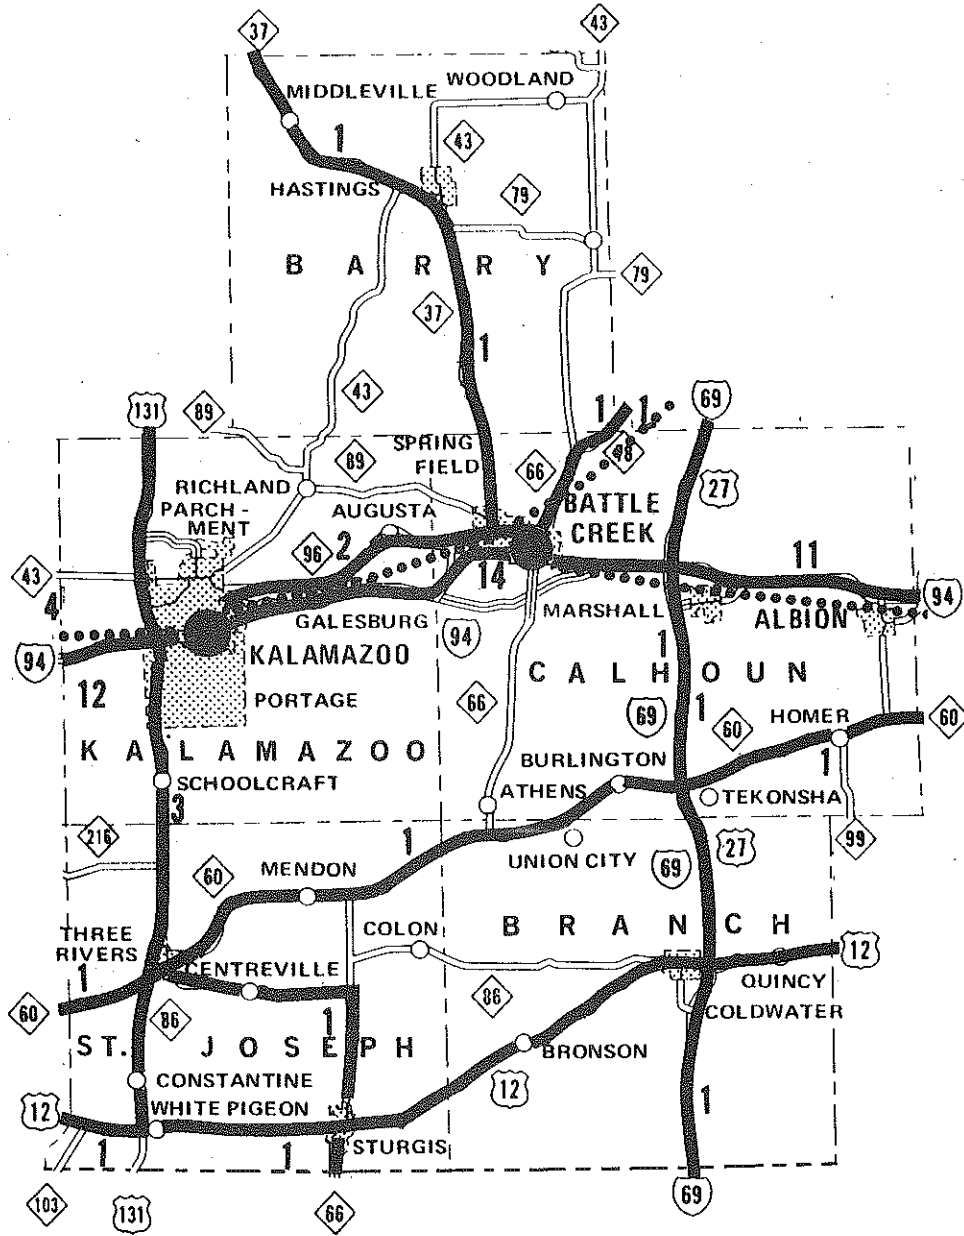 37
43
MIDDLEVILLE
WOODLAND
1
43
HASTINGS
79
B A R R Y
79
37
1
43
131
89
1
1
69
SPRING
FIELD
89
66
48
27
RICHLAND
PARCH-
MENT
AUGUSTA
BATTLE
CREEK
96
2
14
11
43
4
GALESBURG
MARSHALL
ALBION
94
94
94
KALAMAZOO
1
C A L H O U N
12
PORTAGE
66
69
1
60
HOMER
60
K A L A M A Z O O
BURLINGTON
1
SCHOOLCRAFT
ATHENS
TEKONSHA
3
216
1
UNION CITY
27
99
60
MENDON
69
THREE
RIVERS
COLON
B R A N C H
12
1
CENTREVILLE
QUINCY
60
86
1
86
COLDWATER
ST. J O S E P H
BRONSON
CONSTANTINE
12
12
WHITE PIGEON
1
1
1
STURGIS
103
131
66
69